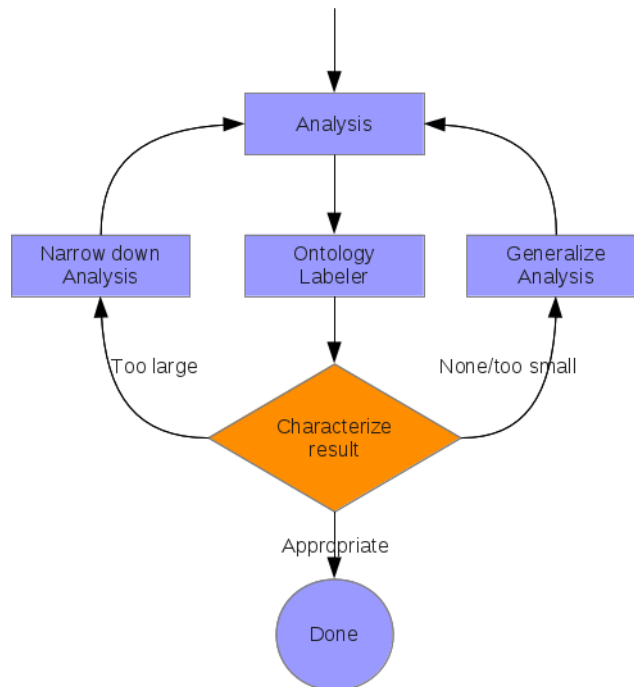 Analysis
Narrow down
Analysis
Ontology
Labeler
Generalize
Analysis
Too large
None/too small
Characterize
result
Appropriate
Done